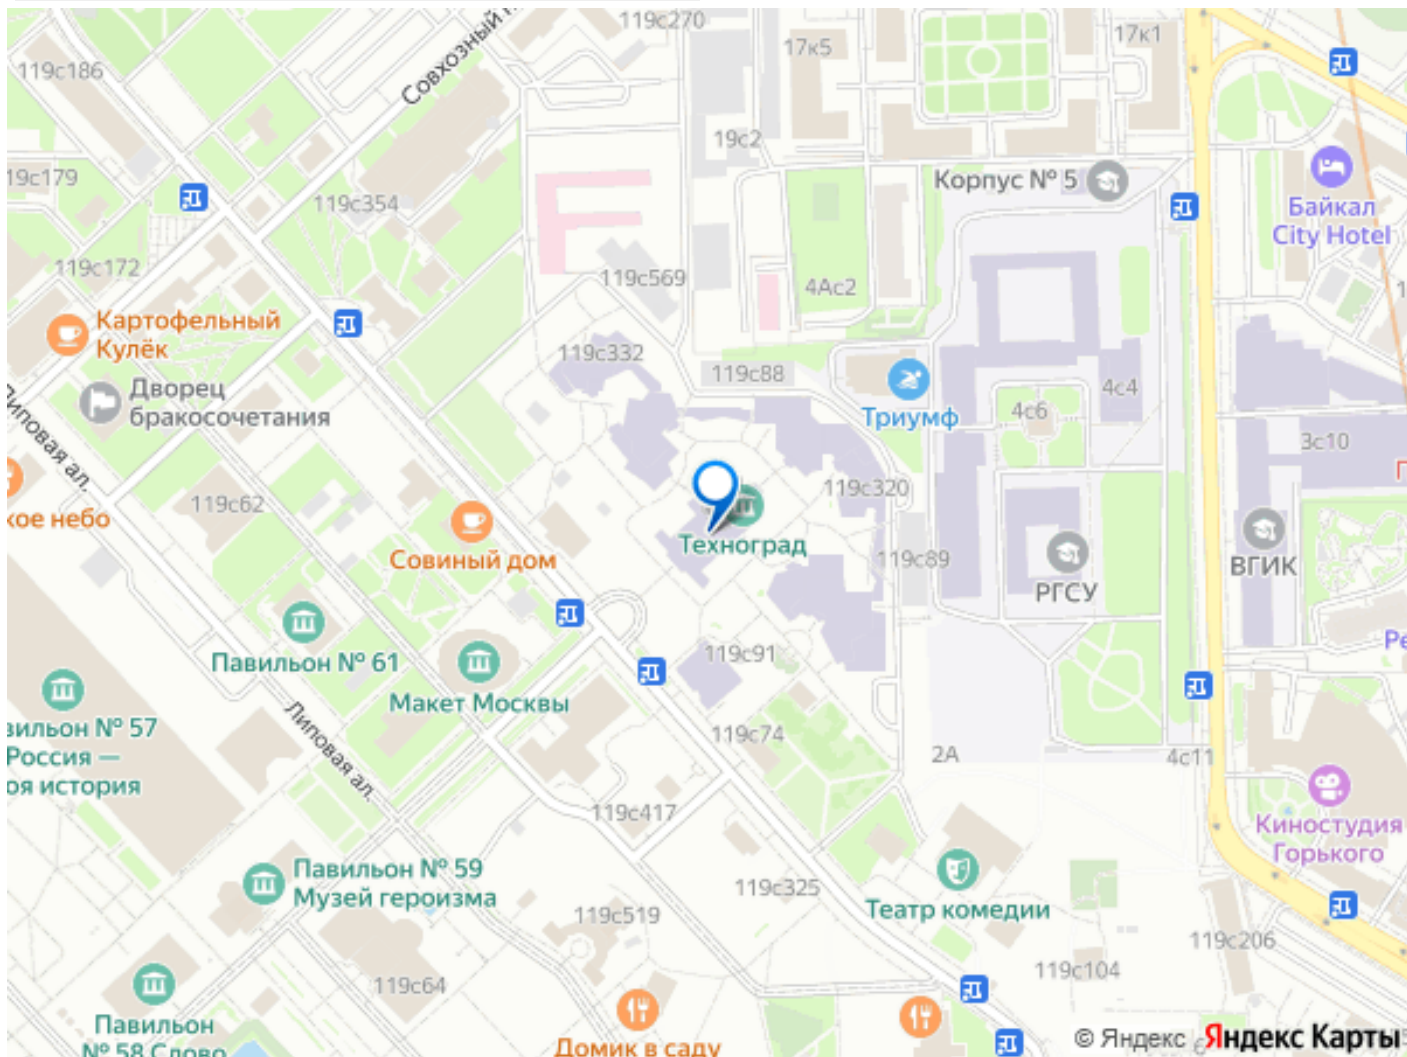 119с270
17к5
17к1
119с186
Совхозный
19с2
19с179
119с354
Корпус № 5
Байкал
City Hotel
119с172
119с569
4Ас2
Картофельный
Кулёк
119с332
119с88
Дворец
бракосочетания
Триумф
4с4
4с6
Липовая ал.
3с10
119с62
119с320
кое небо
Совиный дом
Техноград
119с89
ВГИК
РГСУ
Павильон № 61
119с91
Макет Москвы
Липовая ал.
вильон № 57
Россия —
оя история
119с74
2А
4с11
119с417
Киностудия
Горького
Павильон № 59
Музей героизма
119с325
119с519
Театр комедии
119с206
119с64
119с104
Павильон
№ 58 Слово
Домик в саду
© Яндекс Яндекс Карты